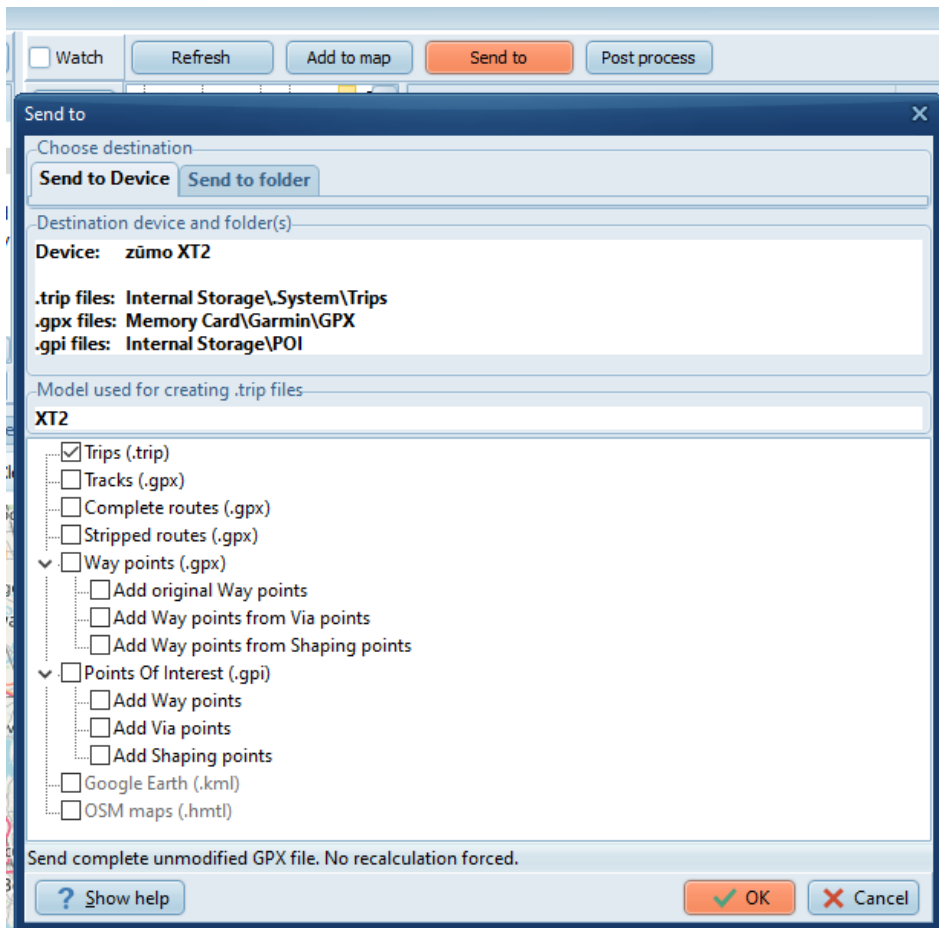 Watch
Refresh
Add to map
Send to
Post process
Send to
Choose destination
Send to Device
Send to folder
Destination device and folder(s)
Device: zūmo XT2
.trip files: Internal Storage\.System\Trips
.gpx files: Memory Card\Garmin\GPX
.gpi files: Internal Storage\POI
Model used for creating .trip files
XT2
Trips (.trip)
Tracks (.gpx)
Complete routes (.gpx)
Stripped routes (.gpx)
Way points (.gpx)
Add original Way points
Add Way points from Via points
Add Way points from Shaping points
Points Of Interest (.gpi)
Add Way points
Add Via points
Add Shaping points
Google Earth (.kml)
OSM maps (.hmtl)
Send complete unmodified GPX file. No recalculation forced.
? Show help
OK
Cancel